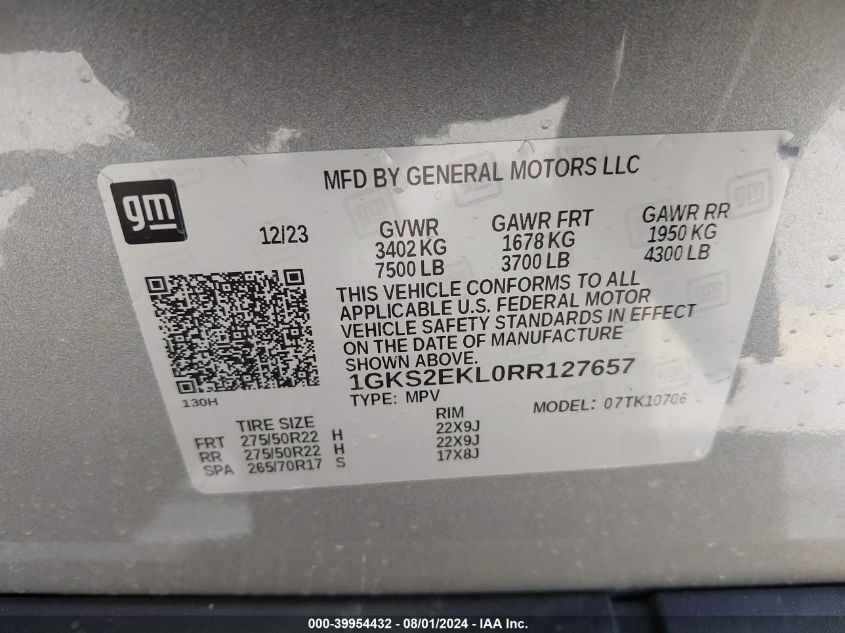 MFD BY GENERAL MOTORS LLC
gm
12/23
GVWR
3402 KG
7500 LB
GAWR FRT
1678 KG
3700 LB
GAWR RR
1950 KG
4300 LB
THIS VEHICLE CONFORMS TO ALL
APPLICABLE U.S. FEDERAL MOTOR
VEHICLE SAFETY STANDARDS IN EFFECT
ON THE DATE OF MANUFACTURE
SHOWN ABOVE.
1GKS2EKL0RR127657
TYPE: MPV
MODEL: 07TK10706
130H
TIRE SIZE
RIM
FRT 275/50R22 H 22X9J
RR 275/50R22 H 22X9J
SPA 265/70R17 S 17X8J
000-39954432 - 08/01/2024 - IAA Inc.